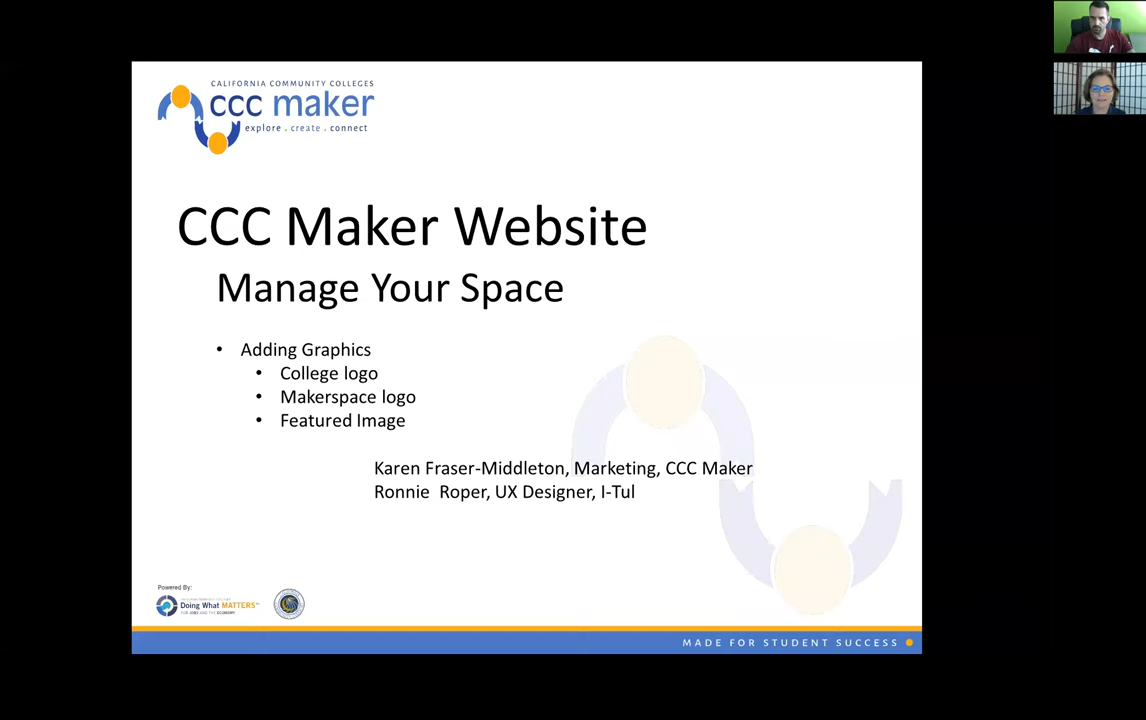 CALIFORNIA COMMUNITY COLLEGES
ccc maker
explore . create . connect
CCC Maker Website
Manage Your Space
• Adding Graphics
• College logo
• Makerspace logo
• Featured Image
Karen Fraser-Middleton, Marketing, CCC Maker
Ronnie Roper, UX Designer, I-Tul
Powered By:
Doing What MATTERS
FOR JOBS AND THE ECONOMY
MADE FOR STUDENT SUCCESS